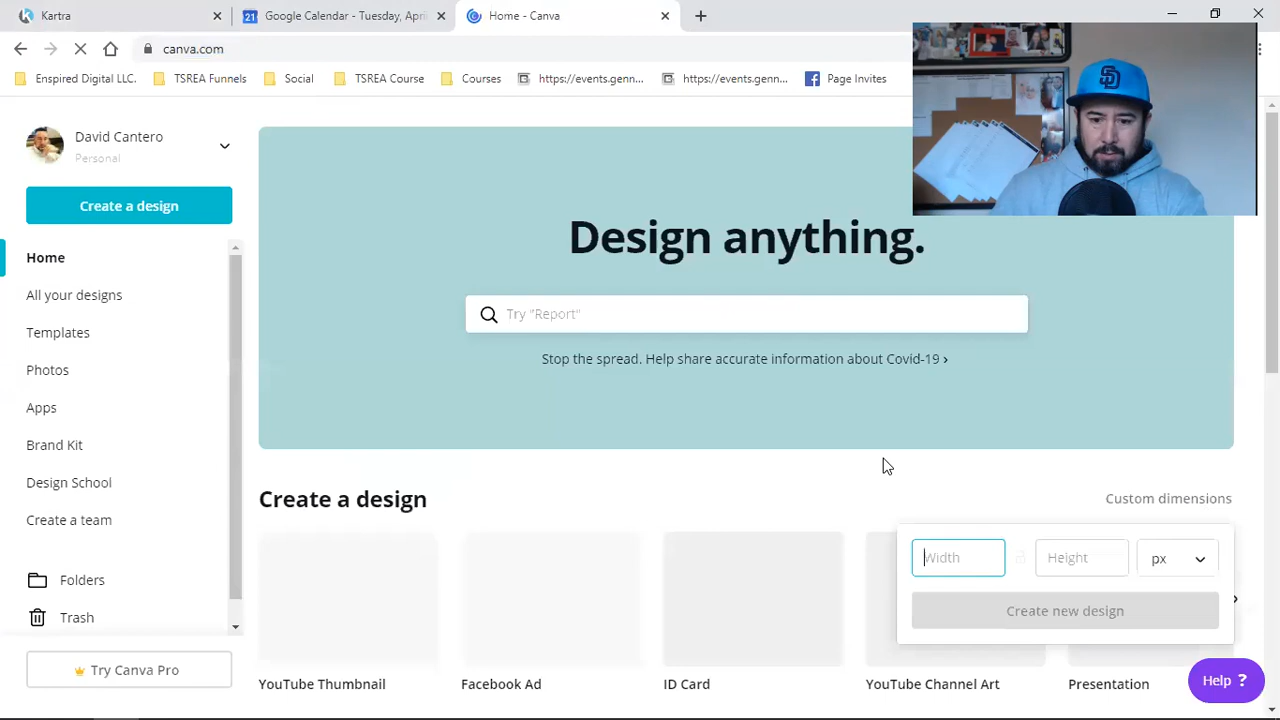 Kartra
Google Calendar - Tuesday, April
Home - Canva
canva.com
Enspired Digital LLC.
TSREA Funnels
Social
TSREA Course
Courses
https://events.genn...
https://events.genn...
Page Invites
David Cantero
Personal
Create a design
Home
All your designs
Templates
Photos
Apps
Brand Kit
Design School
Create a team
Folders
Trash
Try Canva Pro
Design anything.
Try "Report"
Stop the spread. Help share accurate information about Covid-19 ›
Create a design
Custom dimensions
Width
Height
px
Create new design
YouTube Thumbnail
Facebook Ad
ID Card
YouTube Channel Art
Presentation
Help ?
SD